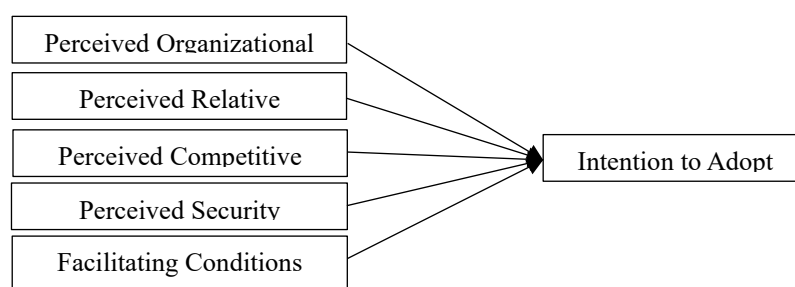 Perceived Organizational
Perceived Relative
Perceived Competitive
Perceived Security
Facilitating Conditions
Intention to Adopt